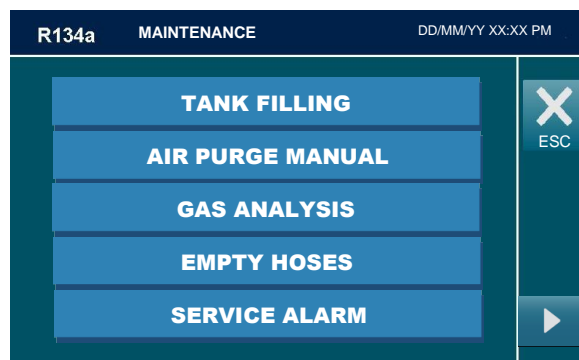 R134a MAINTENANCE DD/MM/YY XX:XX PM
TANK FILLING
AIR PURGE MANUAL
GAS ANALYSIS
EMPTY HOSES
SERVICE ALARM
ESC